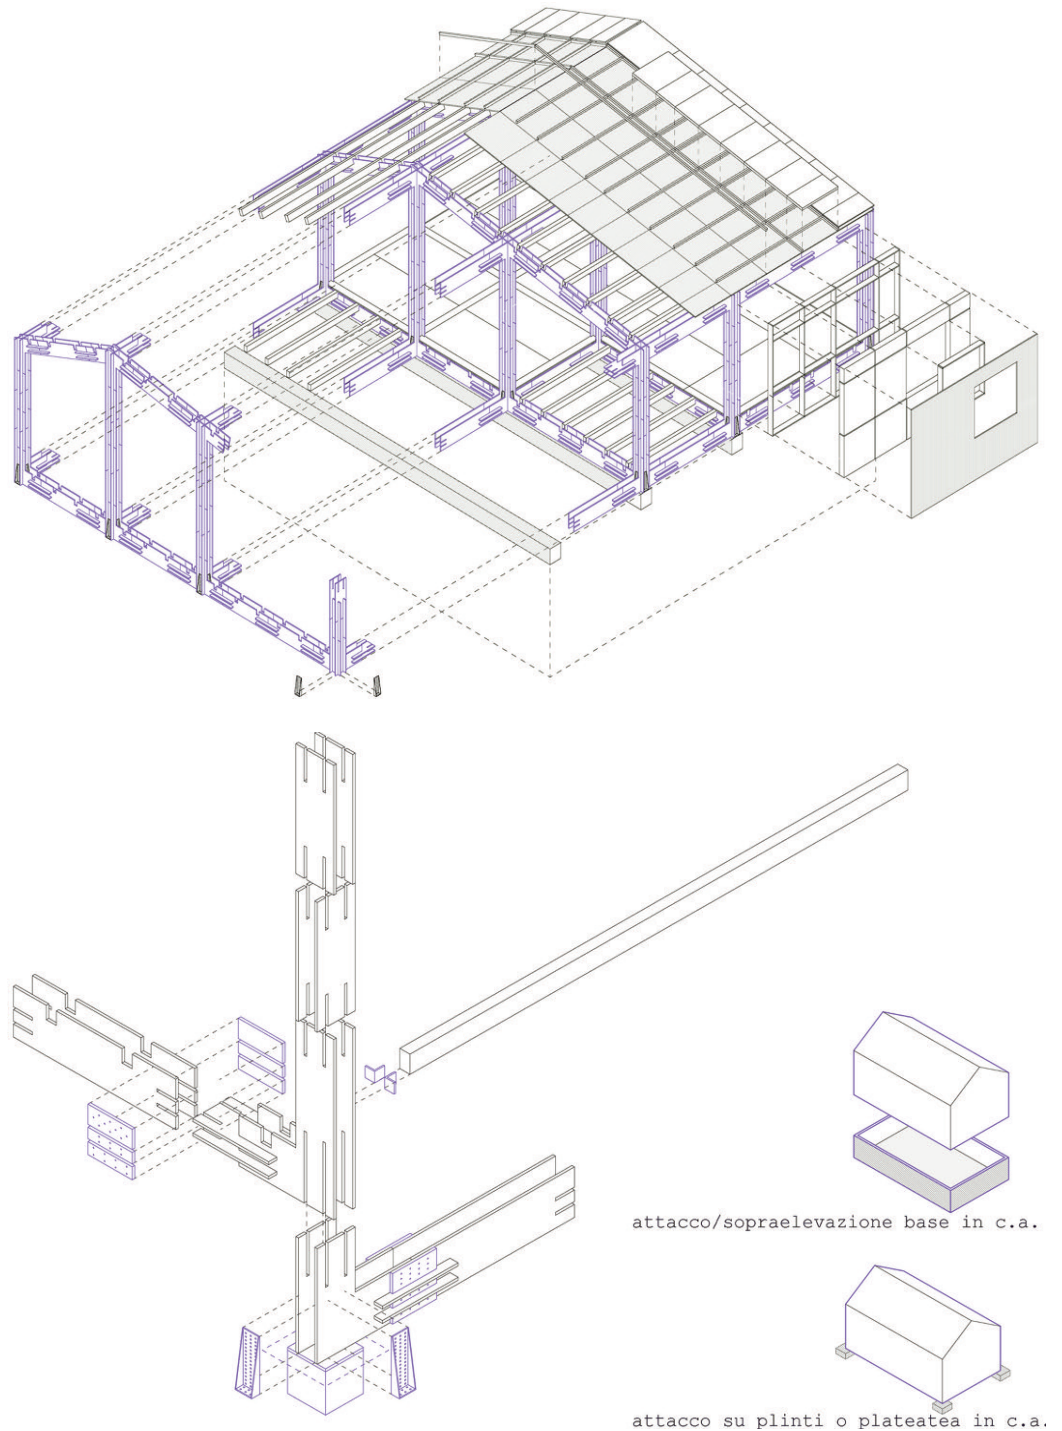 attacco/sopraelevazione base in c.a.
attacco su plinti o plateatea in c.a.